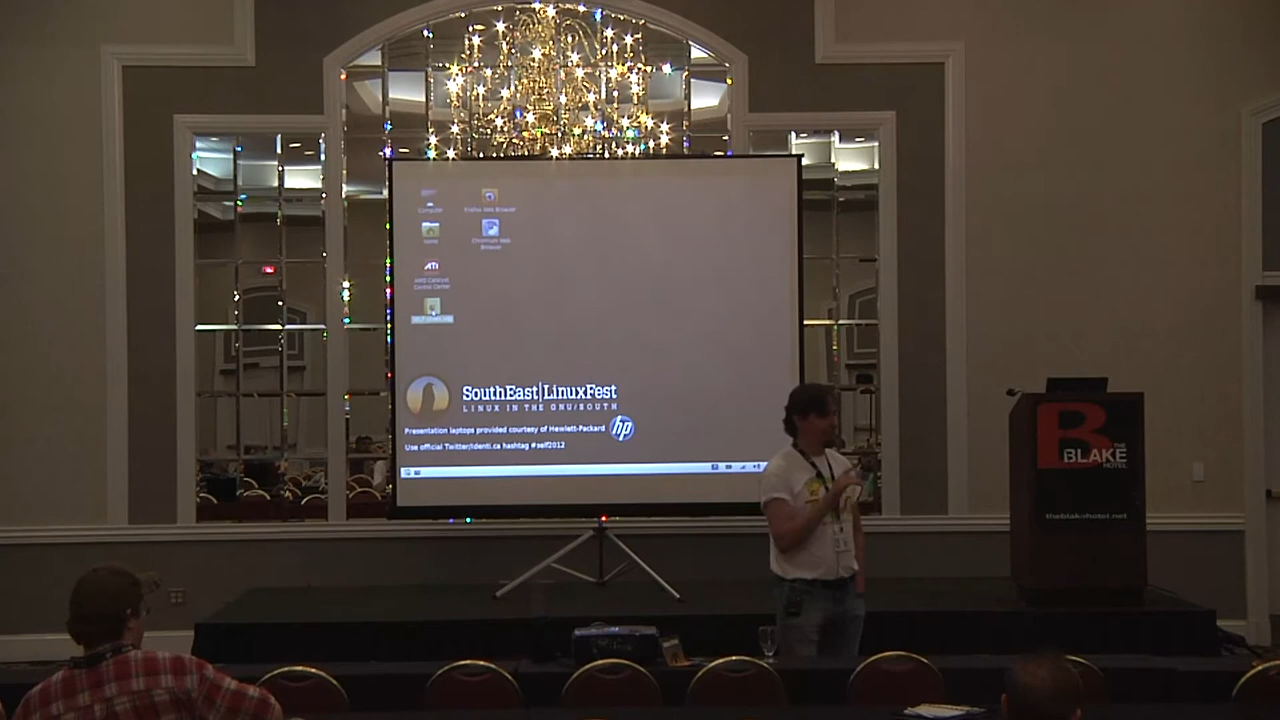 Computer
Firefox Web Browser
Home
Chromium Web
Browser
ATI
AMD Catalyst
Control Center
SouthEast|LinuxFest
LINUX IN THE GNU/SOUTH
Presentation laptops provided courtesy of Hewlett-Packard
hp
Use official Twitter/Identi.ca hashtag #self2012
B
THE
BLAKE
HOTEL
theblakehotel.net